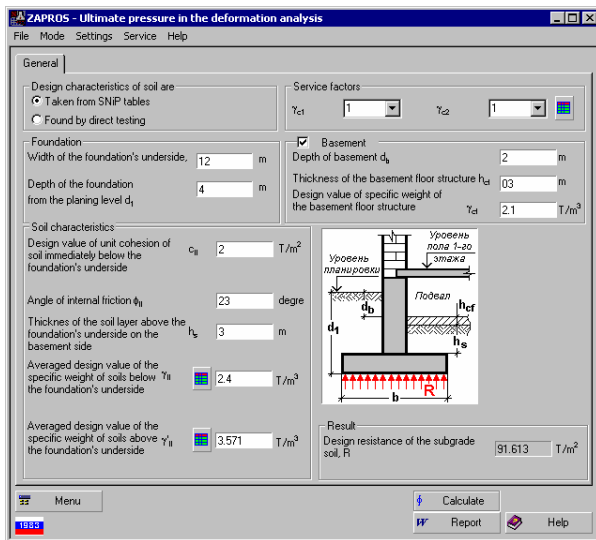 ZAPROS - Ultimate pressure in the deformation analysis
File Mode Settings Service Help
General
Design characteristics of soil are
Taken from SNiP tables
Found by direct testing
Service factors
γc1 1 γc2 1
Foundation
Width of the foundation's underside, 12 m
Depth of the foundation
from the planing level d1 4 m
Basement
Depth of basement db 2 m
Thickness of the basement floor structure hcf 03 m
Design value of specific weight of
the basement floor structure γcf 2.1 T/m³
Soil characteristics
Design value of unit cohesion of
soil immediately below the
foundation's underside cII 2 T/m²
Angle of internal friction ϕII 23 degre
Thicknes of the soil layer above the
foundation's underside on the
basement side hs 3 m
Averaged design value of the
specific weight of soils below
the foundation's underside γII 2.4 T/m³
Averaged design value of the
specific weight of soils above
the foundation's underside γ'II 3.571 T/m³
Уровень
планировки
Уровень
пола 1-го
этажа
Подвал
db
hcf
d1
hs
R
b
Result
Design resistance of the subgrade
soil, R 91.613 T/m²
Menu
Calculate
1983
W Report
Help